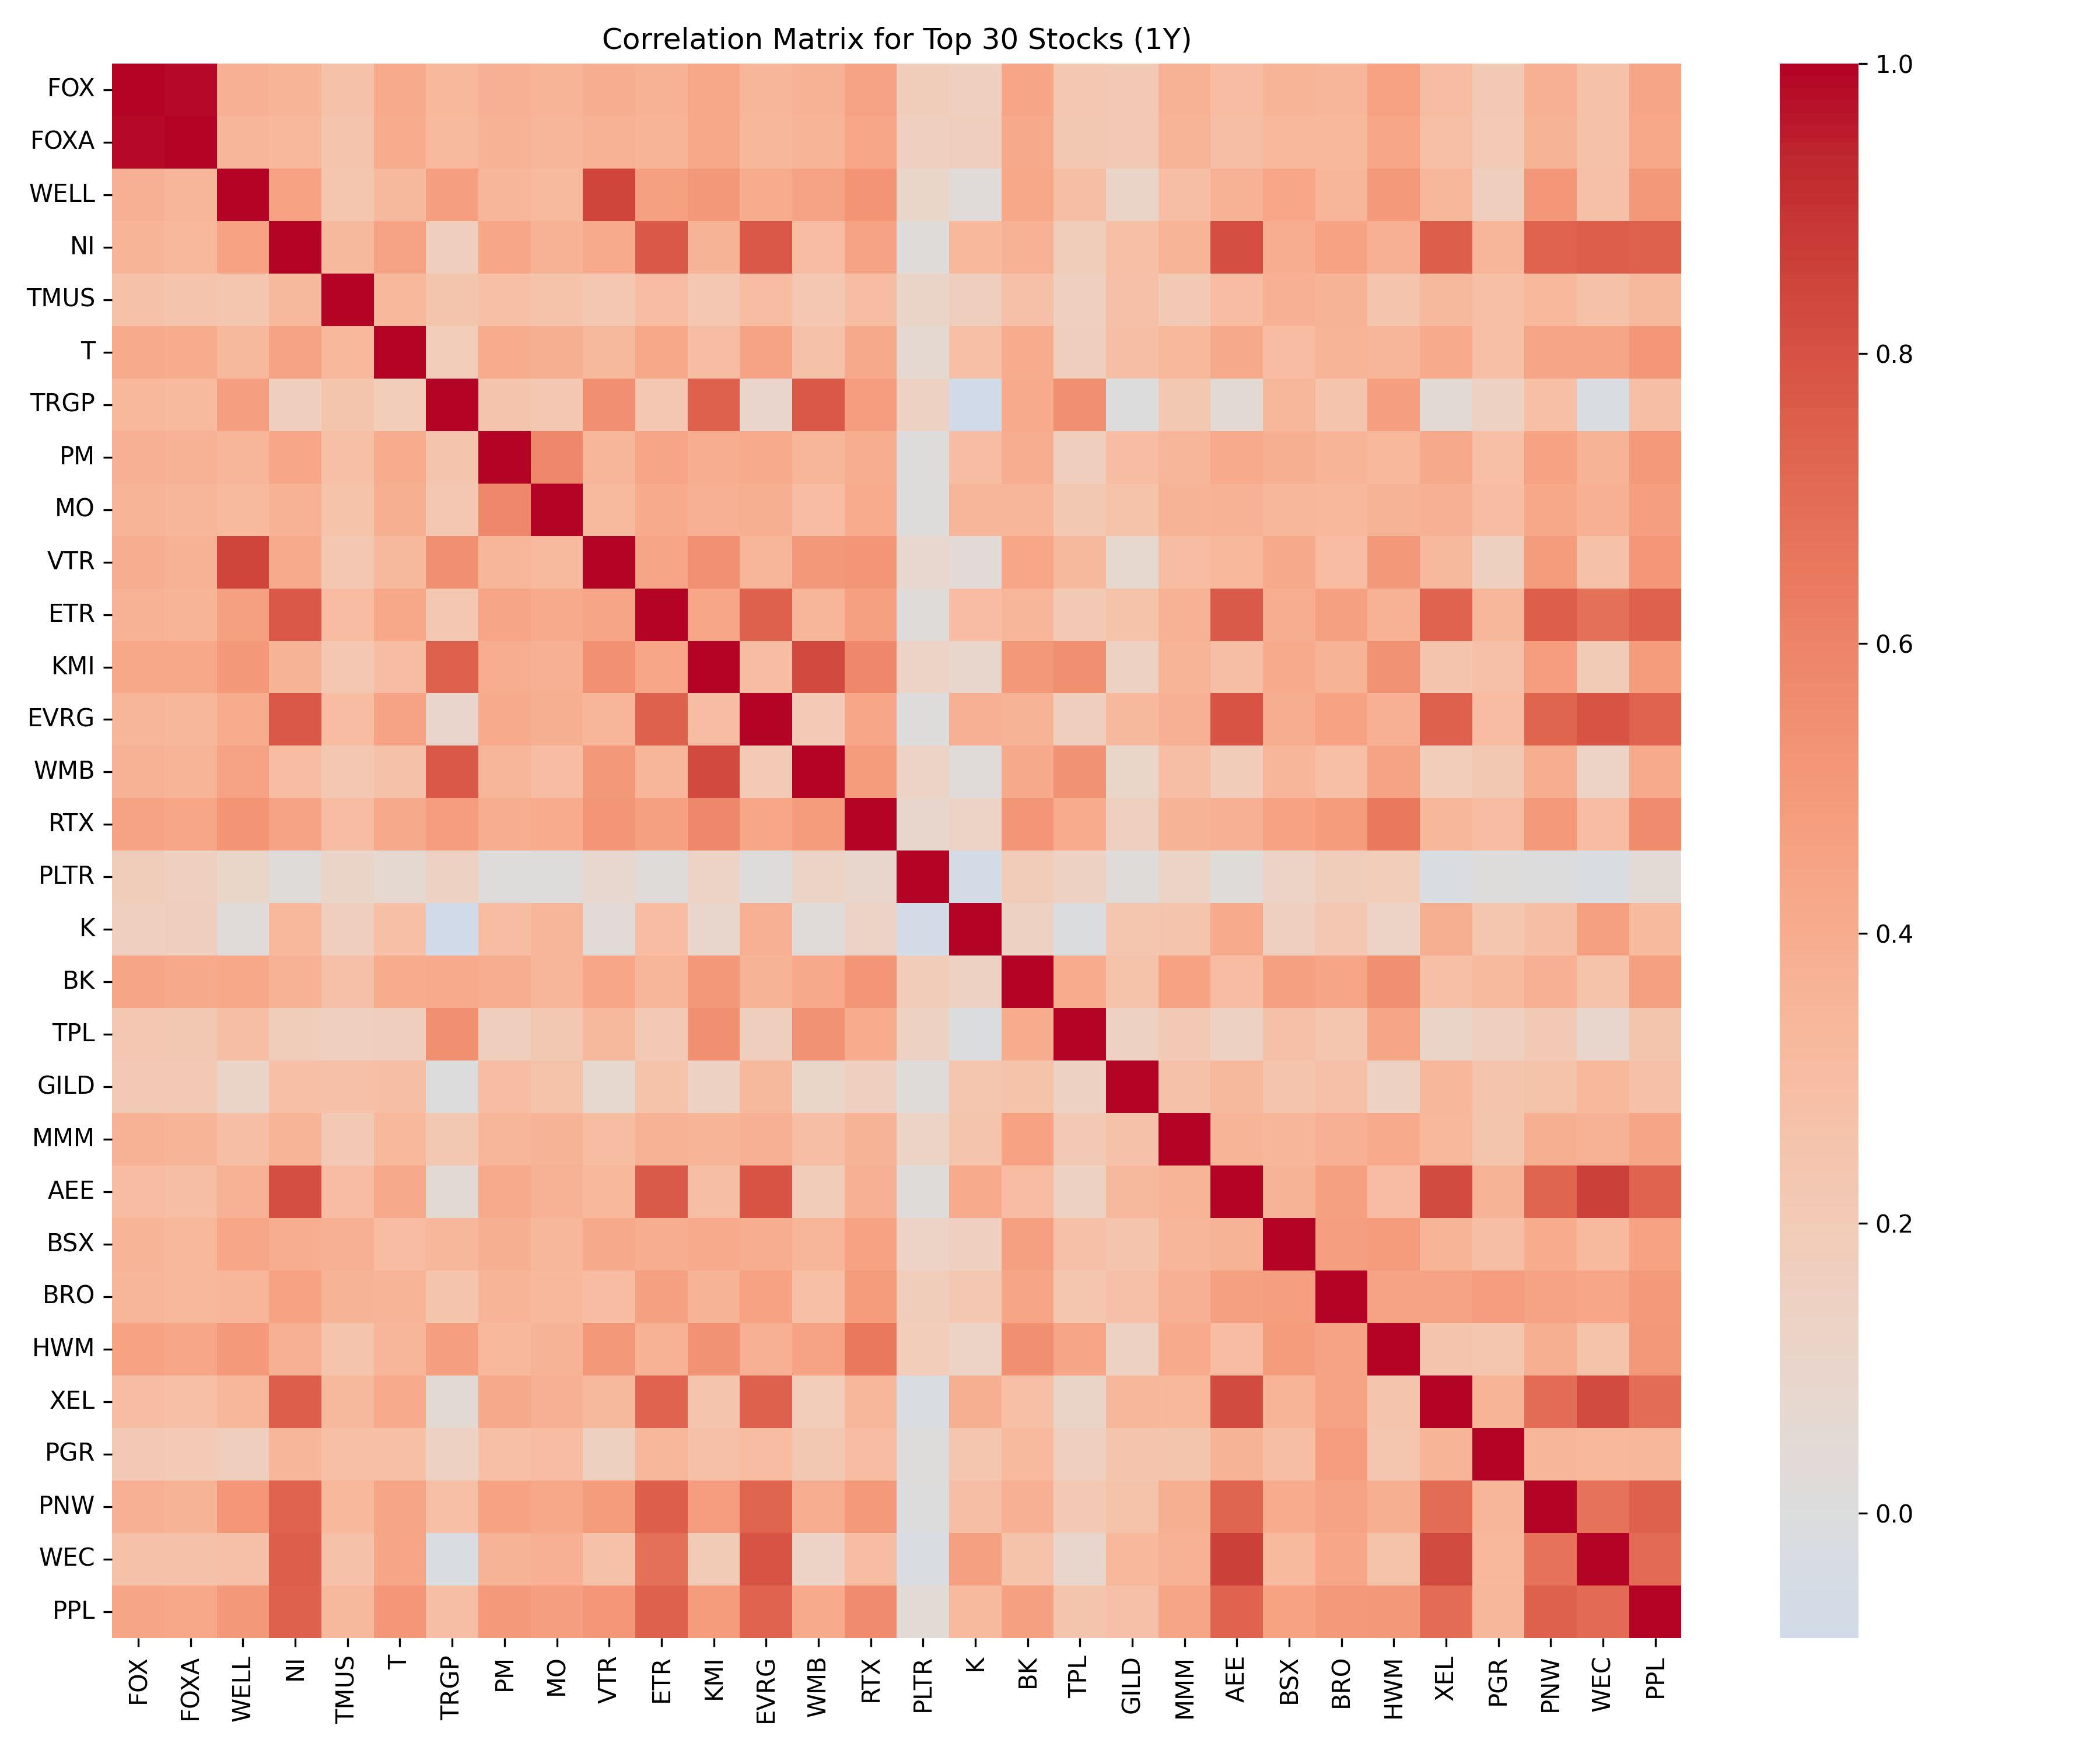 Correlation Matrix for Top 30 Stocks (1Y)
FOX
FOXA
WELL
NI
TMUS
T
TRGP
PM
MO
VTR
ETR
KMI
EVRG
WMB
RTX
PLTR
K
BK
TPL
GILD
MMM
AEE
BSX
BRO
HWM
XEL
PGR
PNW
WEC
PPL
FOX FOXA WELL NI TMUS T TRGP PM MO VTR ETR KMI EVRG WMB RTX PLTR K BK TPL GILD MMM AEE BSX BRO HWM XEL PGR PNW WEC PPL
1.0
0.8
0.6
0.4
0.2
0.0